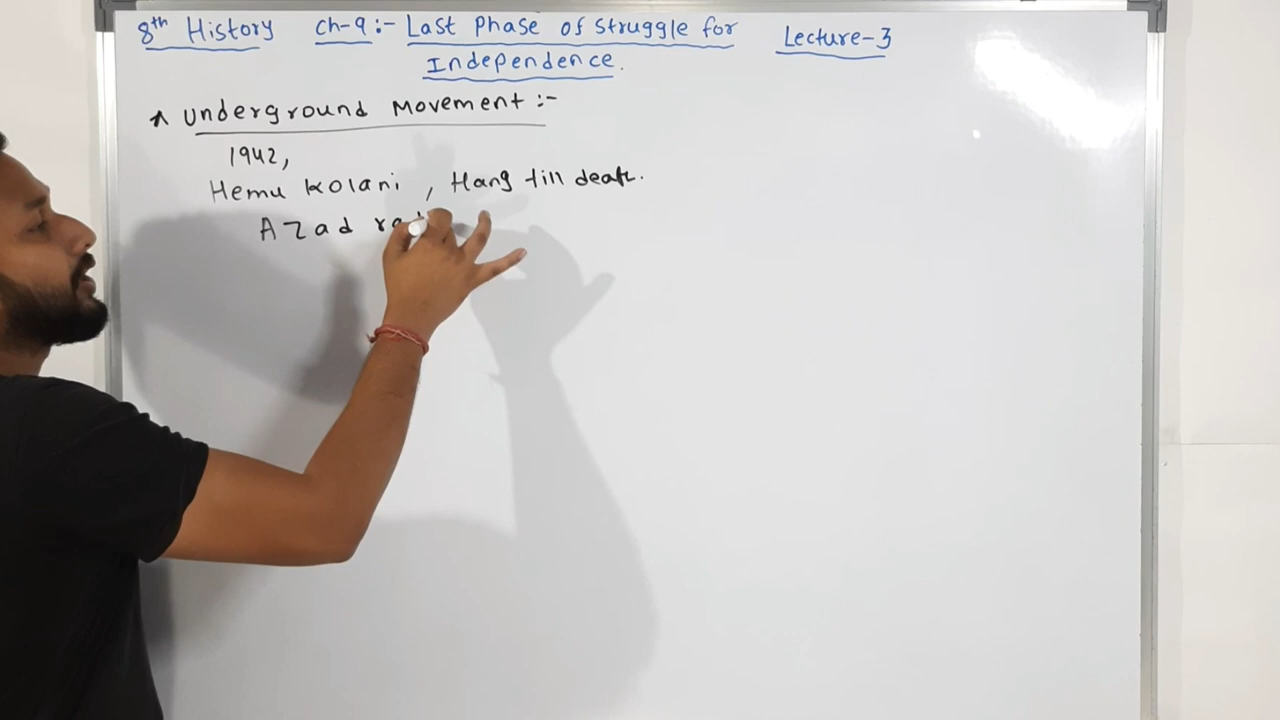 8th History Ch-9:- Last Phase of Struggle for Independence. Lecture-3
* Underground Movement :-
1942,
Hemu Kolani , Hang till death.
Azad